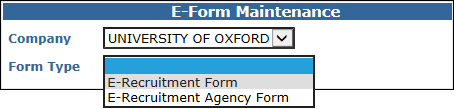 E-Form Maintenance
Company UNIVERSITY OF OXFORD
Form Type
E-Recruitment Form
E-Recruitment Agency Form